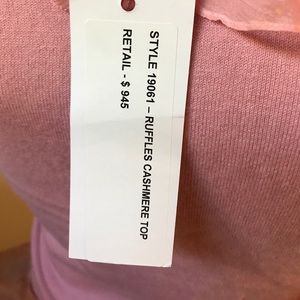 STYLE 19061 – RUFFLES CASHMERE TOP
RETAIL - $ 945